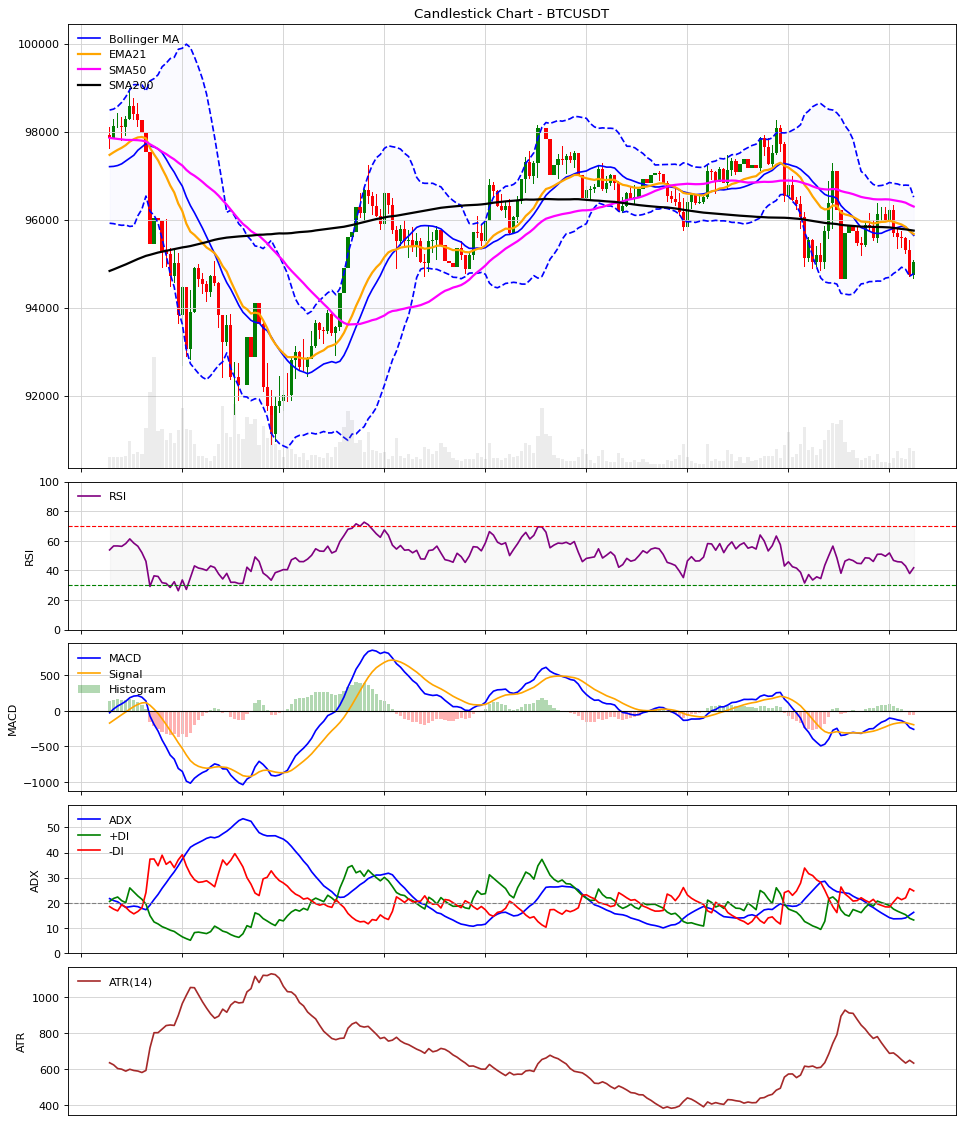 Candlestick Chart - BTCUSDT
Bollinger MA
EMA21
SMA50
SMA200
100000
98000
96000
94000
92000
RSI
RSI
100
80
60
40
20
0
MACD
Signal
Histogram
MACD
500
0
−500
−1000
ADX
+DI
-DI
ADX
50
40
30
20
10
0
ATR(14)
ATR
1000
800
600
400